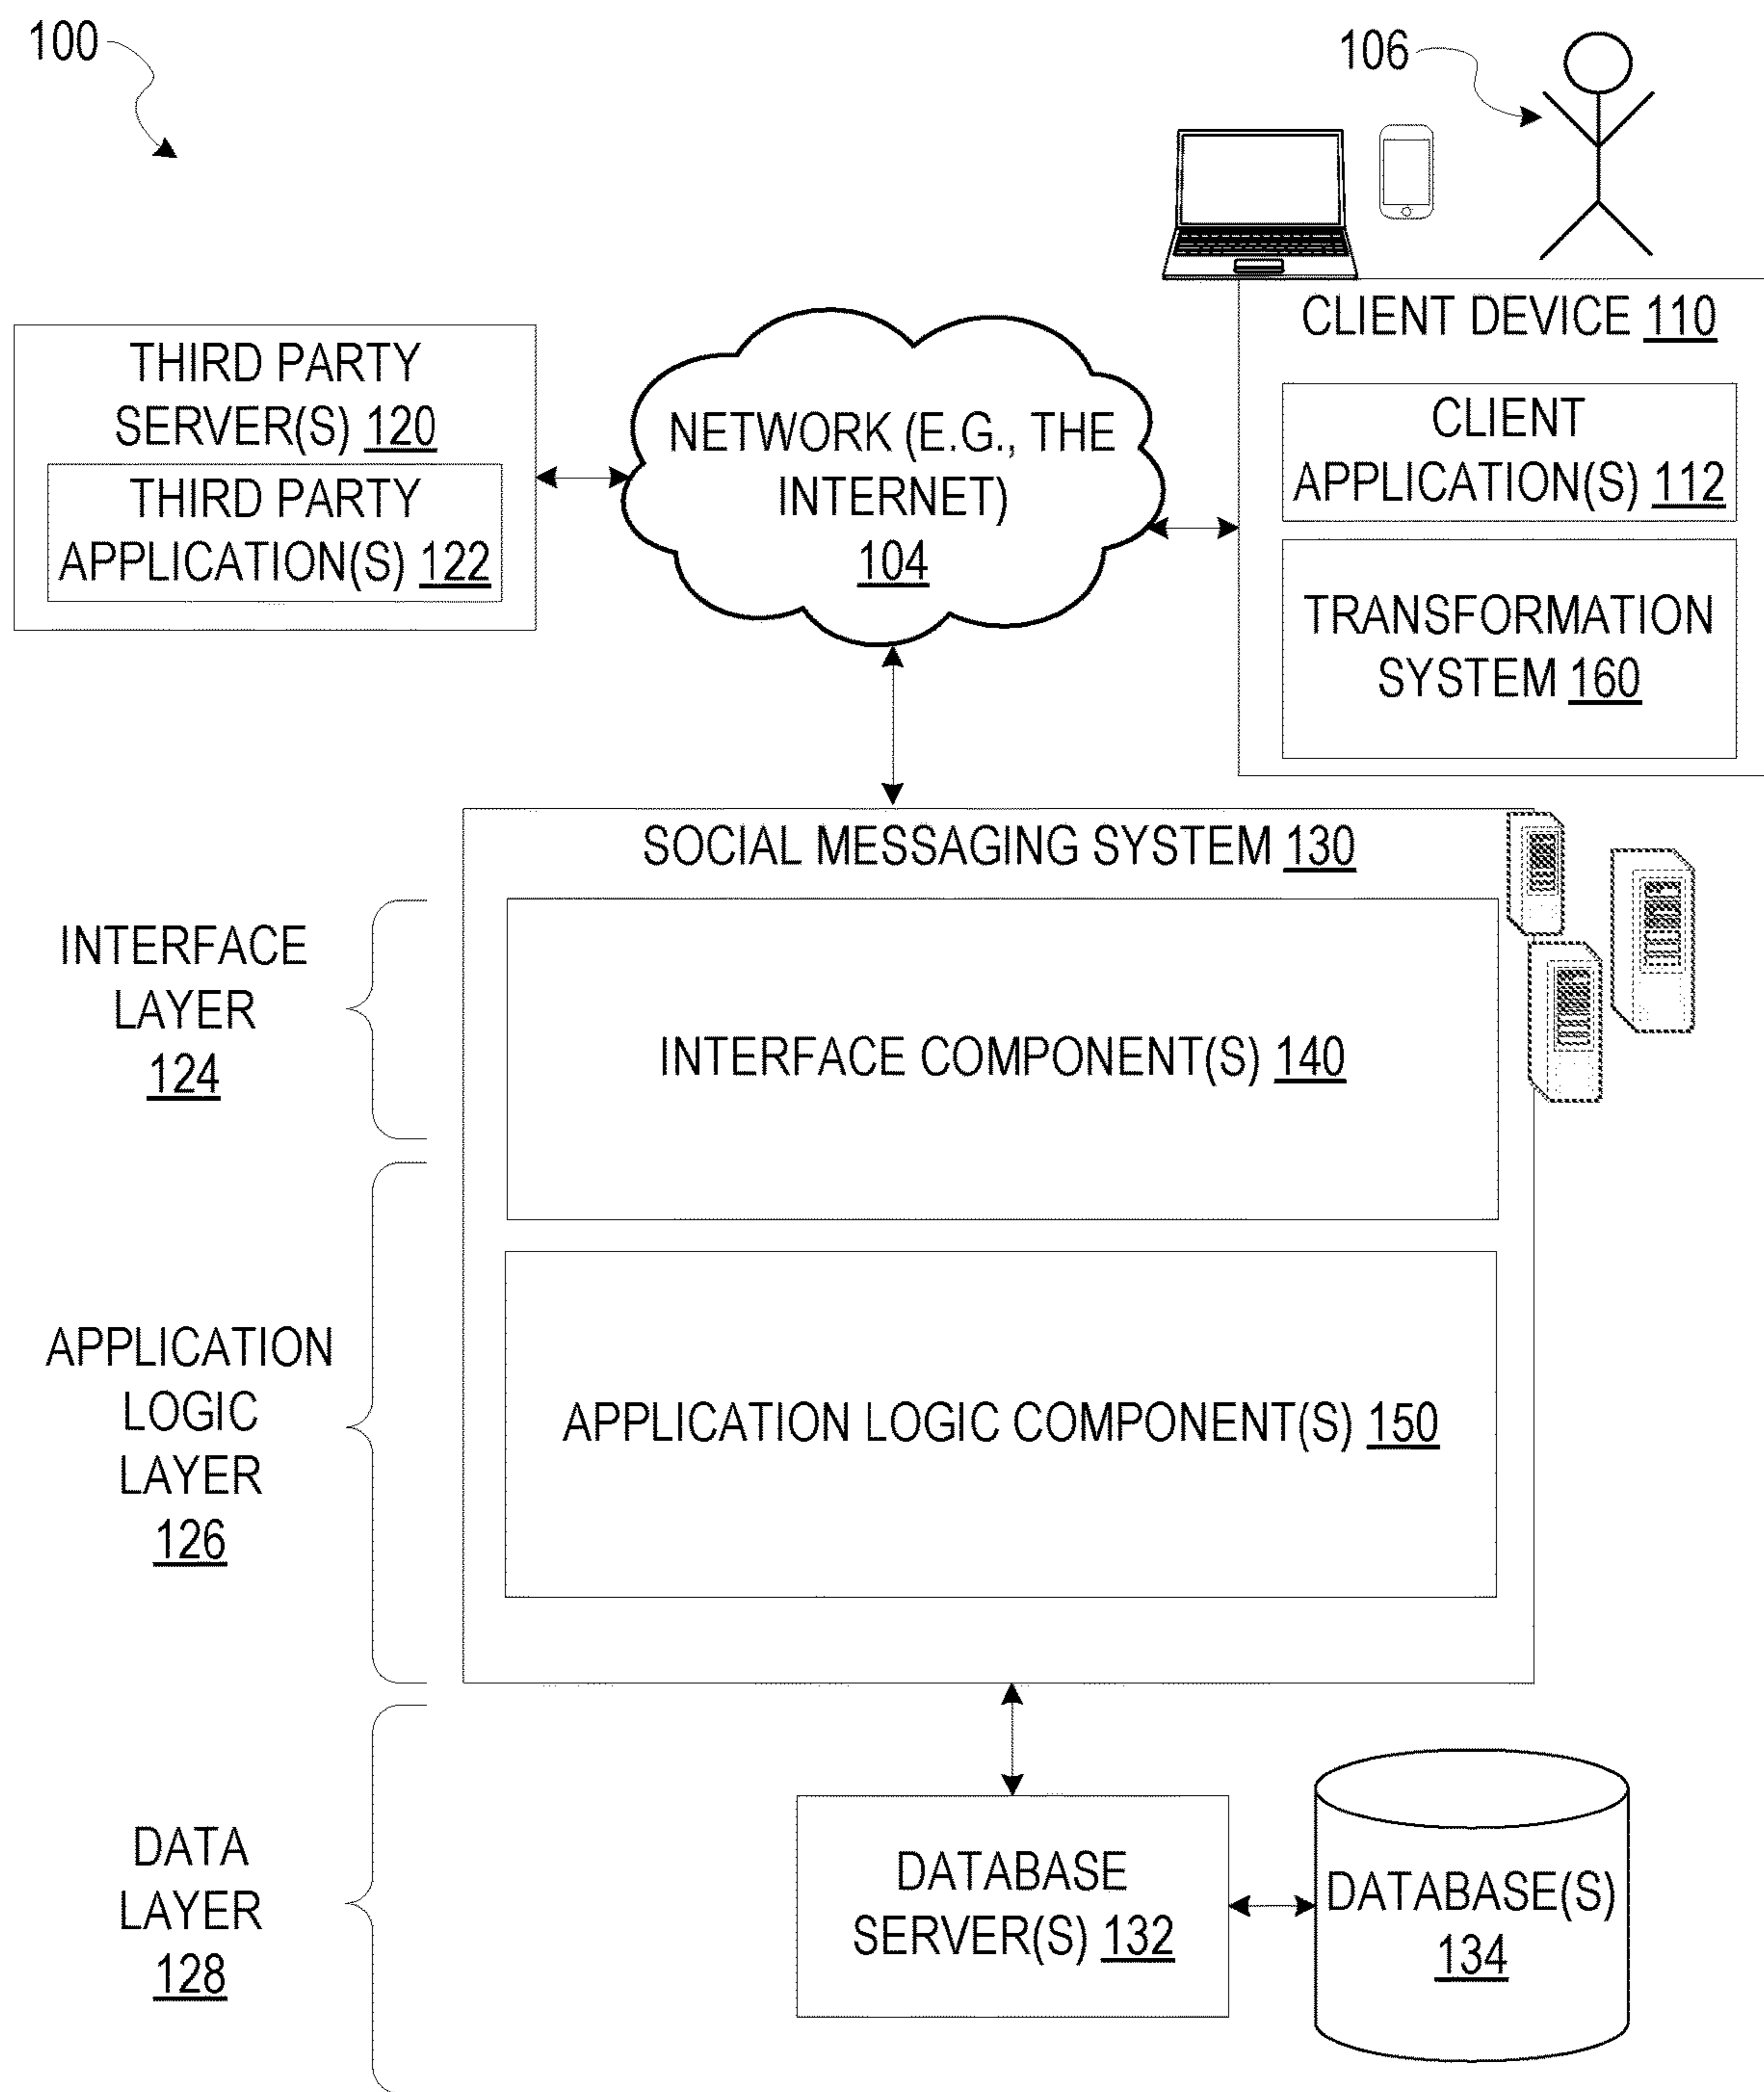 100
106
CLIENT DEVICE 110
CLIENT
APPLICATION(S) 112
TRANSFORMATION
SYSTEM 160
THIRD PARTY
SERVER(S) 120
THIRD PARTY
APPLICATION(S) 122
NETWORK (E.G., THE
INTERNET)
104
SOCIAL MESSAGING SYSTEM 130
INTERFACE
LAYER
124
INTERFACE COMPONENT(S) 140
APPLICATION
LOGIC
LAYER
126
APPLICATION LOGIC COMPONENT(S) 150
DATA
LAYER
128
DATABASE
SERVER(S) 132
DATABASE(S)
134